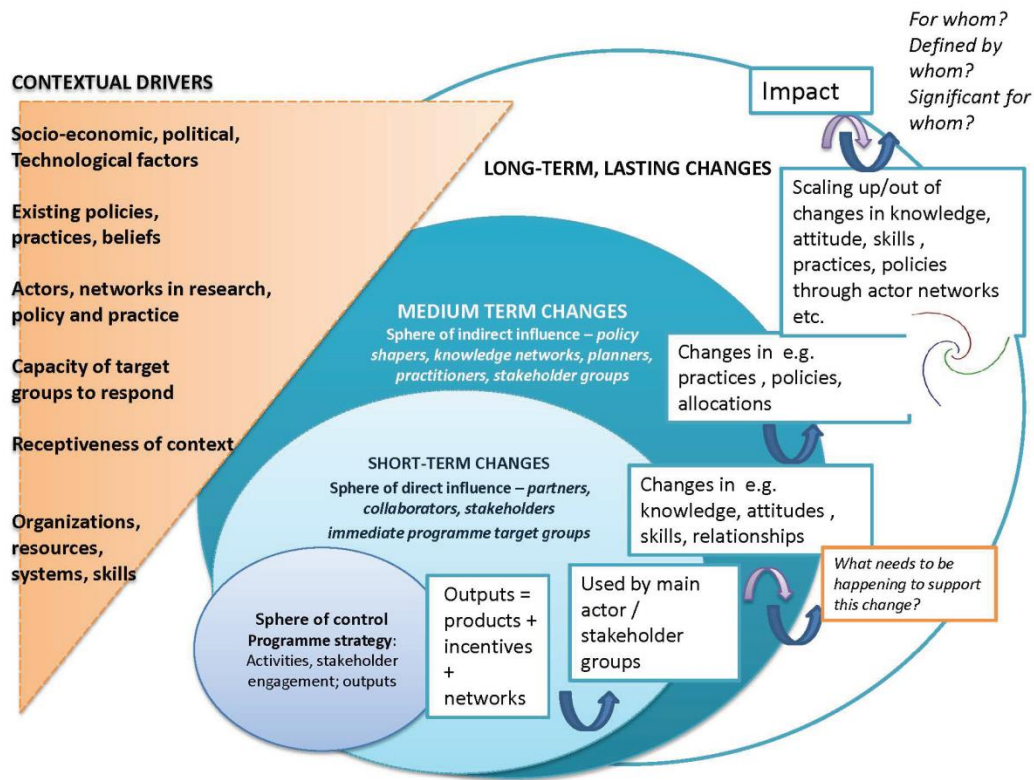 CONTEXTUAL DRIVERS
Socio-economic, political,
Technological factors
Existing policies,
practices, beliefs
Actors, networks in research,
policy and practice
Capacity of target
groups to respond
Receptiveness of context
Organizations,
resources,
systems, skills
For whom?
Defined by
whom?
Significant for
whom?
Impact
LONG-TERM, LASTING CHANGES
Scaling up/out of
changes in knowledge,
attitude, skills ,
practices, policies
through actor networks
etc.
MEDIUM TERM CHANGES
Sphere of indirect influence – policy
shapers, knowledge networks, planners,
practitioners, stakeholder groups
Changes in e.g.
practices , policies,
allocations
SHORT-TERM CHANGES
Sphere of direct influence – partners,
collaborators, stakeholders
immediate programme target groups
Changes in e.g.
knowledge, attitudes ,
skills, relationships
What needs to be
happening to support
this change?
Sphere of control
Programme strategy:
Activities, stakeholder
engagement; outputs
Outputs =
products +
incentives
+
networks
Used by main
actor /
stakeholder
groups